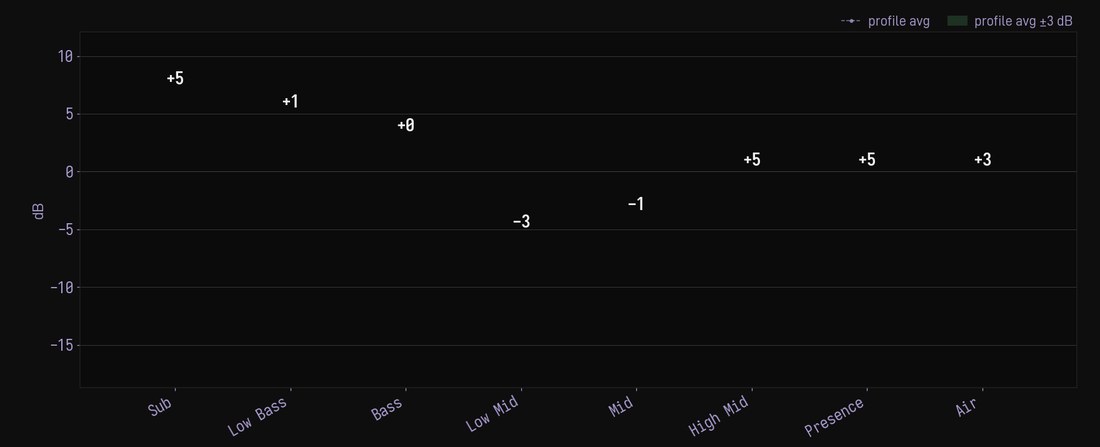 profile avg profile avg ±3 dB
10
5
0
−5
−10
−15
dB
+5
+1
+0
−3
−1
+5
+5
+3
Sub
Low Bass
Bass
Low Mid
Mid
High Mid
Presence
Air